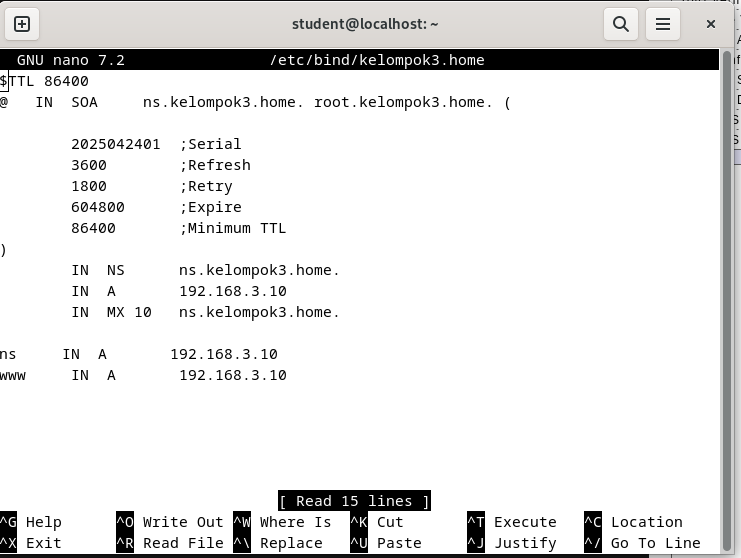 student@localhost: ~
GNU nano 7.2 /etc/bind/kelompok3.home
$TTL 86400
@ IN SOA ns.kelompok3.home. root.kelompok3.home. (
2025042401 ;Serial
3600 ;Refresh
1800 ;Retry
604800 ;Expire
86400 ;Minimum TTL
)
IN NS ns.kelompok3.home.
IN A 192.168.3.10
IN MX 10 ns.kelompok3.home.
ns IN A 192.168.3.10
www IN A 192.168.3.10
[ Read 15 lines ]
^G Help ^O Write Out ^W Where Is ^K Cut ^T Execute ^C Location
^X Exit ^R Read File ^\ Replace ^U Paste ^J Justify ^/ Go To Line